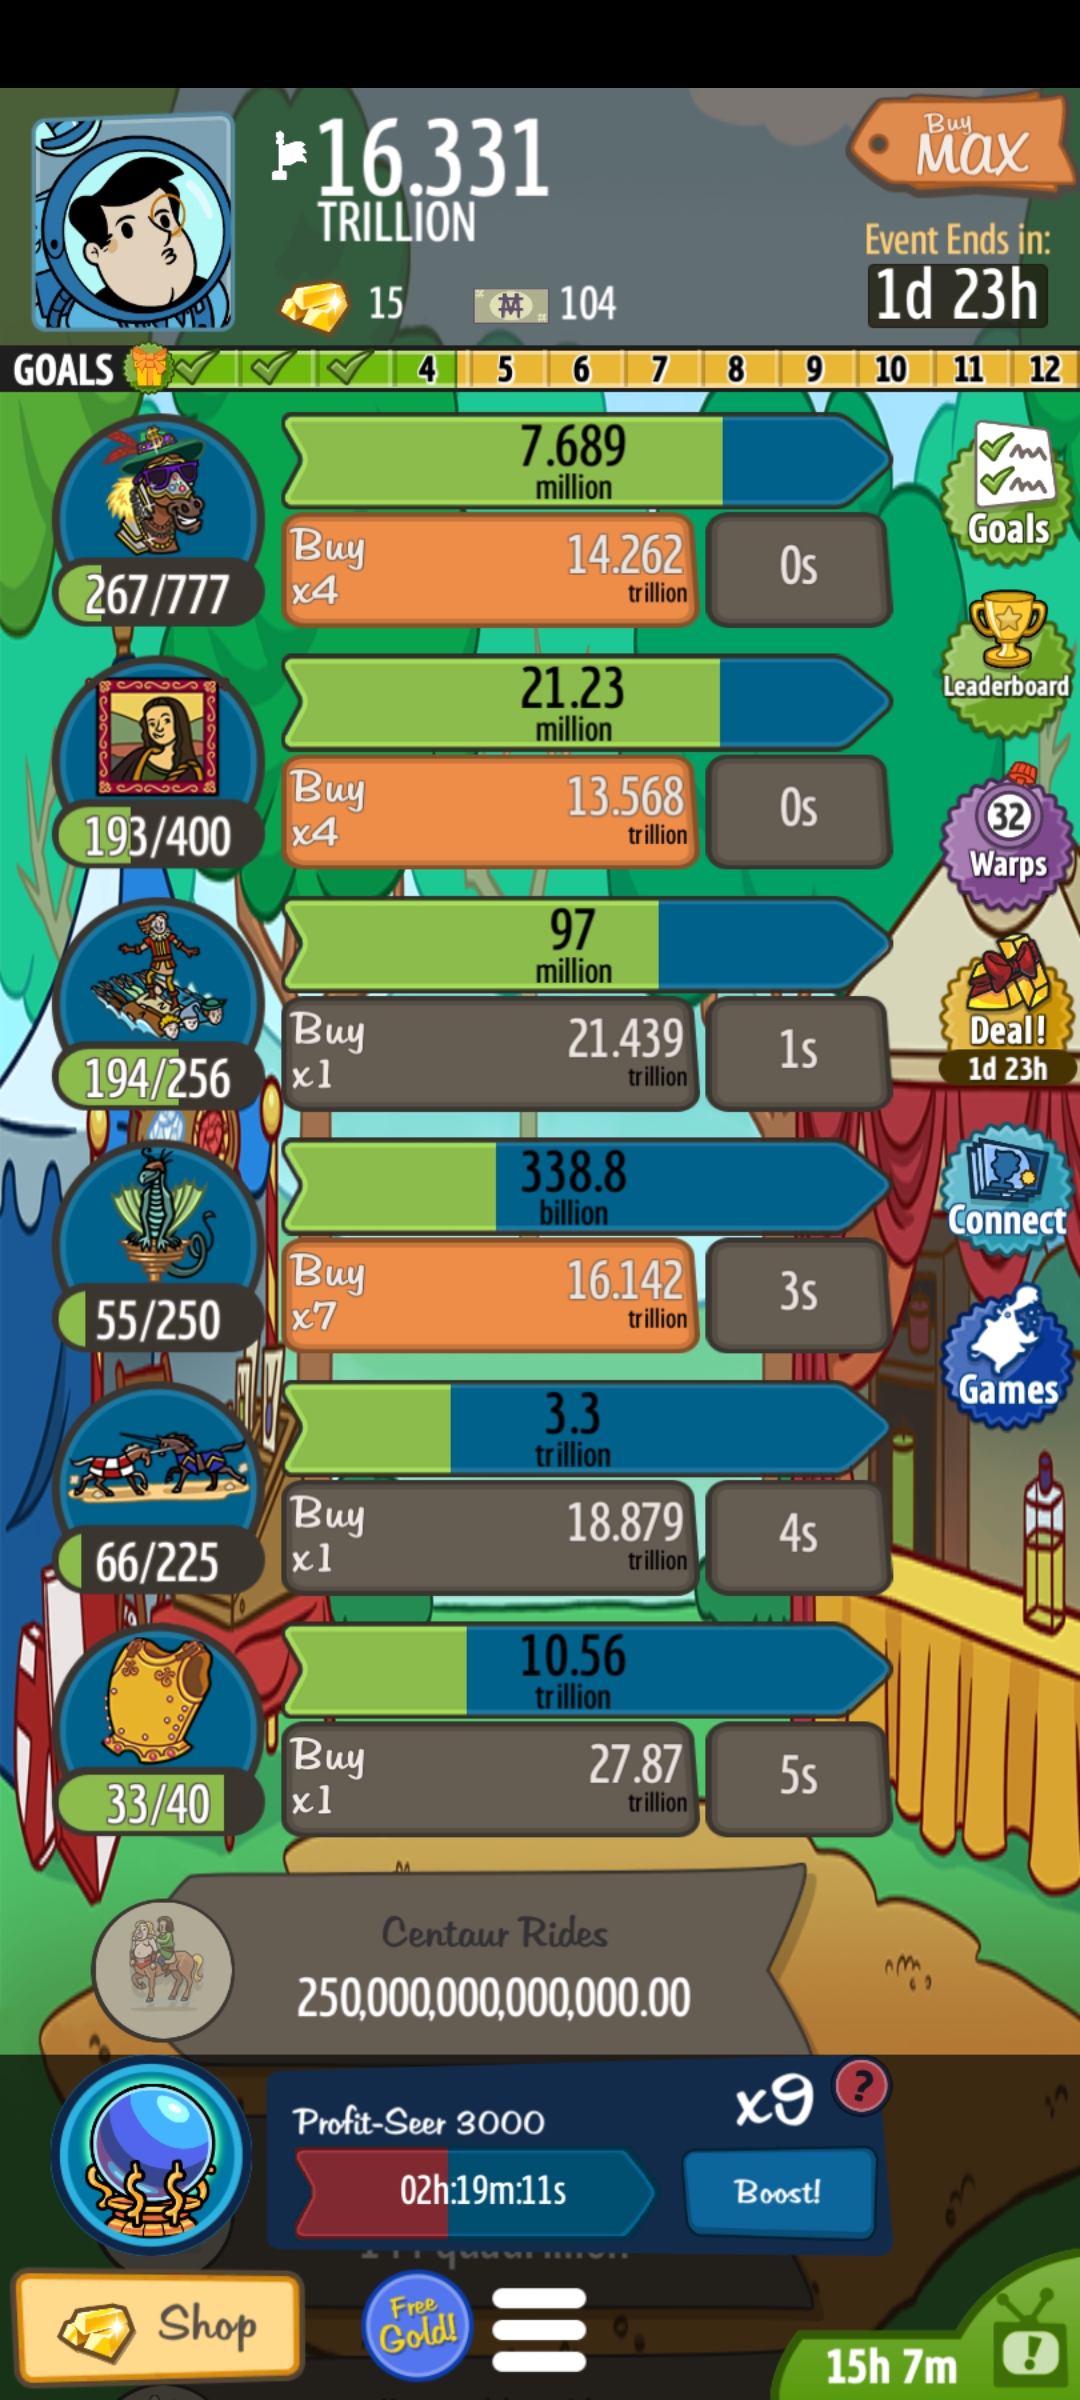 16.331
TRILLION
Buy
MAX
15
104
Event Ends in:
1d 23h
GOALS 4 5 6 7 8 9 10 11 12
7.689
million
Buy
x4
14.262
trillion
0s
267/777
Goals
21.23
million
Buy
x4
13.568
trillion
0s
193/400
Leaderboard
32
Warps
97
million
Buy
x1
21.439
trillion
1s
194/256
Deal!
1d 23h
338.8
billion
Buy
x7
16.142
trillion
3s
55/250
Connect
Games
3.3
trillion
Buy
x1
18.879
trillion
4s
66/225
10.56
trillion
Buy
x1
27.87
trillion
5s
33/40
Centaur Rides
250,000,000,000,000.00
Profit-Seer 3000
x9
?
02h:19m:11s
Boost!
Shop
Free
Gold!
15h 7m
!